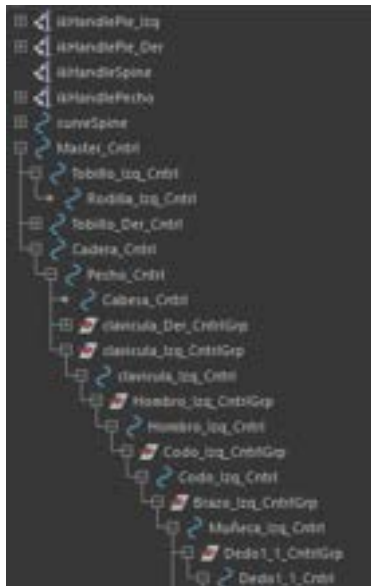 ikHandlePie_Izq
ikHandlePie_Der
ikHandleSpine
ikHandlePecho
curveSpine
Master_Cntrl
Tobillo_Izq_Cntrl
Rodilla_Izq_Cntrl
Tobillo_Der_Cntrl
Cadera_Cntrl
Pecho_Cntrl
Cabesa_Cntrl
clavicula_Der_CntrlGrp
clavicula_Izq_CntrlGrp
clavicula_Izq_Cntrl
Hombro_Izq_CntrlGrp
Hombro_Izq_Cntrl
Codo_Izq_CntrlGrp
Codo_Izq_Cntrl
Brazo_Izq_CntrlGrp
Muñeca_Izq_Cntrl
Dedo1_1_CntrlGrp
Dedo1_1_Cntrl